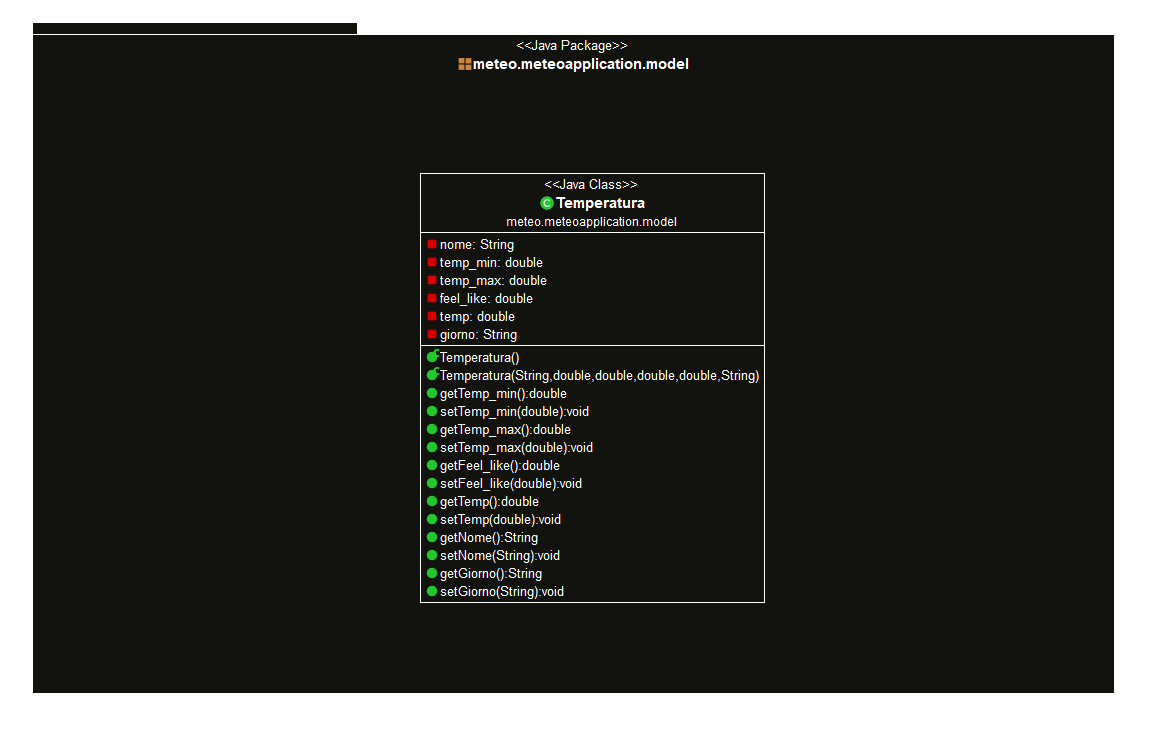 <<Java Package>>
meteo.meteoapplication.model
<<Java Class>>
Temperatura
meteo.meteoapplication.model
nome: String
temp_min: double
temp_max: double
feel_like: double
temp: double
giorno: String
Temperatura()
Temperatura(String,double,double,double,double,String)
getTemp_min():double
setTemp_min(double):void
getTemp_max():double
setTemp_max(double):void
getFeel_like():double
setFeel_like(double):void
getTemp():double
setTemp(double):void
getNome():String
setNome(String):void
getGiorno():String
setGiorno(String):void